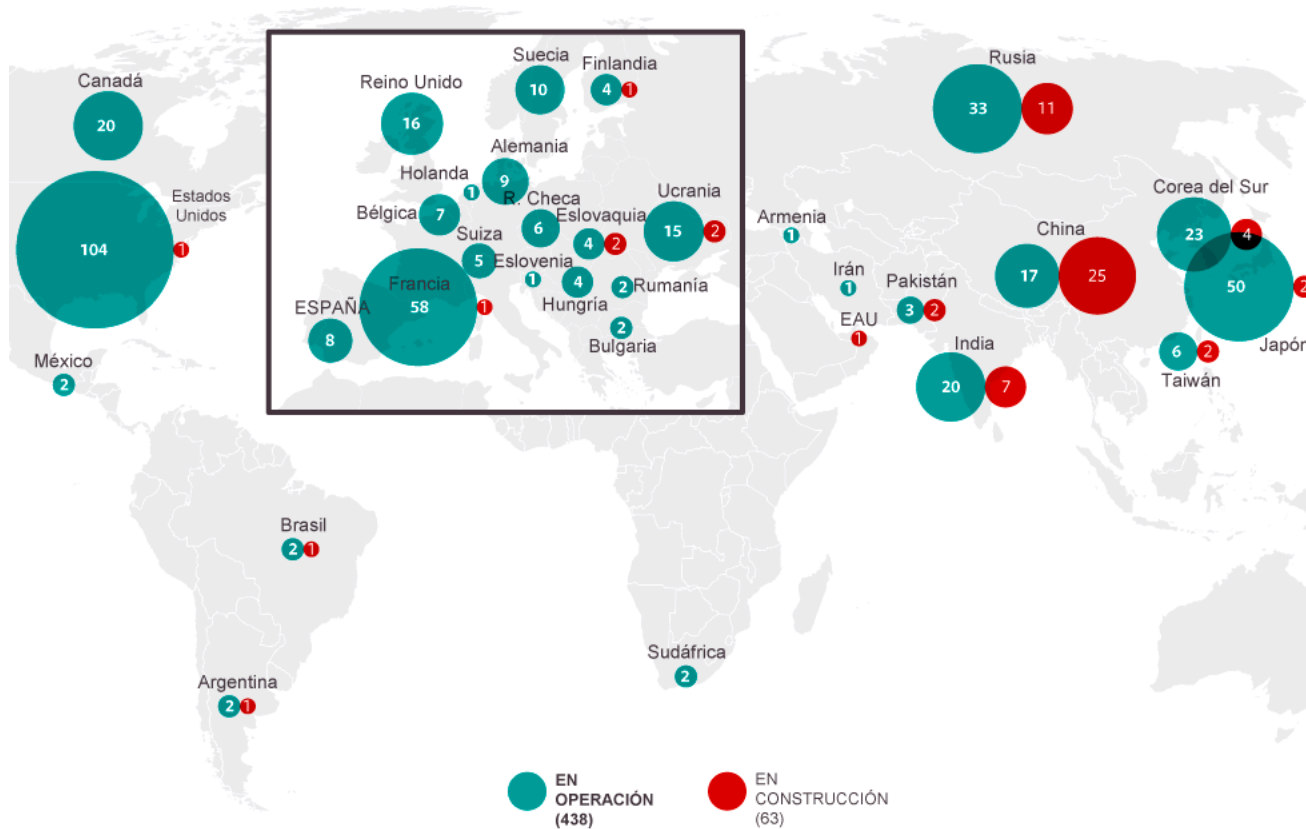 Canadá
20
Estados
Unidos
104
1
México
2
Brasil
2
1
Argentina
2
1
Suecia
10
Finlandia
4
1
Reino Unido
16
Alemania
9
Holanda
1
Bélgica
7
R. Checa
6
Eslovaquia
4
2
Ucrania
15
2
Suiza
5
Eslovenia
1
Francia
58
1
Hungría
4
Rumanía
2
ESPAÑA
8
Bulgaria
2
Sudáfrica
2
Rusia
33
11
Armenia
1
Irán
1
EAU
1
Pakistán
3
2
India
20
7
China
17
25
Corea del Sur
23
4
50
2
Japón
6
2
Taiwán
EN
OPERACIÓN
(438)
EN
CONSTRUCCIÓN
(63)